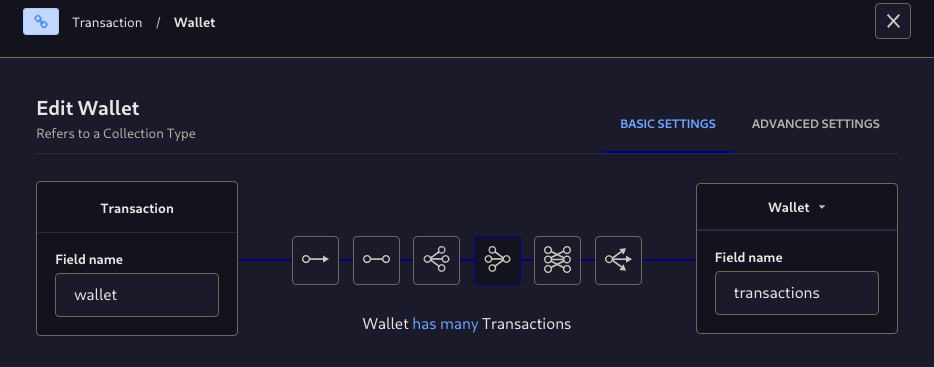 Transaction / Wallet
Edit Wallet
Refers to a Collection Type
BASIC SETTINGS
ADVANCED SETTINGS
Transaction
Field name
wallet
Wallet
Field name
transactions
Wallet has many Transactions